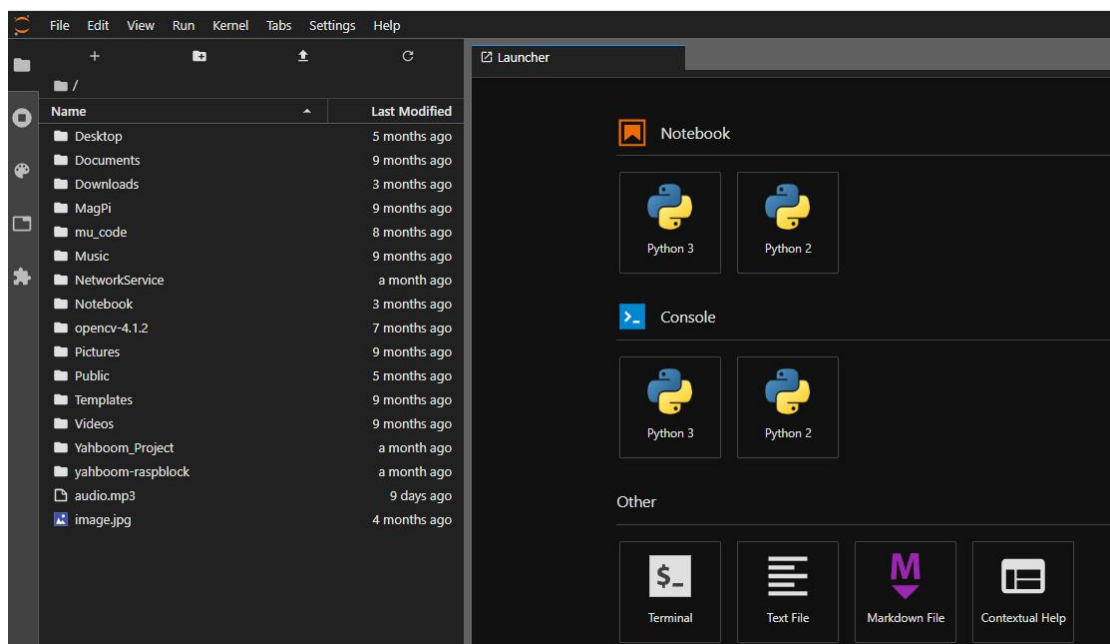 File Edit View Run Kernel Tabs Settings Help
Launcher
/
Name Last Modified
Desktop 5 months ago
Documents 9 months ago
Downloads 3 months ago
MagPi 9 months ago
mu_code 8 months ago
Music 9 months ago
NetworkService a month ago
Notebook 3 months ago
opencv-4.1.2 7 months ago
Pictures 9 months ago
Public 5 months ago
Templates 9 months ago
Videos 9 months ago
Yahboom_Project a month ago
yahboom-raspblock a month ago
audio.mp3 9 days ago
image.jpg 4 months ago
Notebook
Python 3 Python 2
>_ Console
Python 3 Python 2
Other
$_ M
Terminal Text File Markdown File Contextual Help